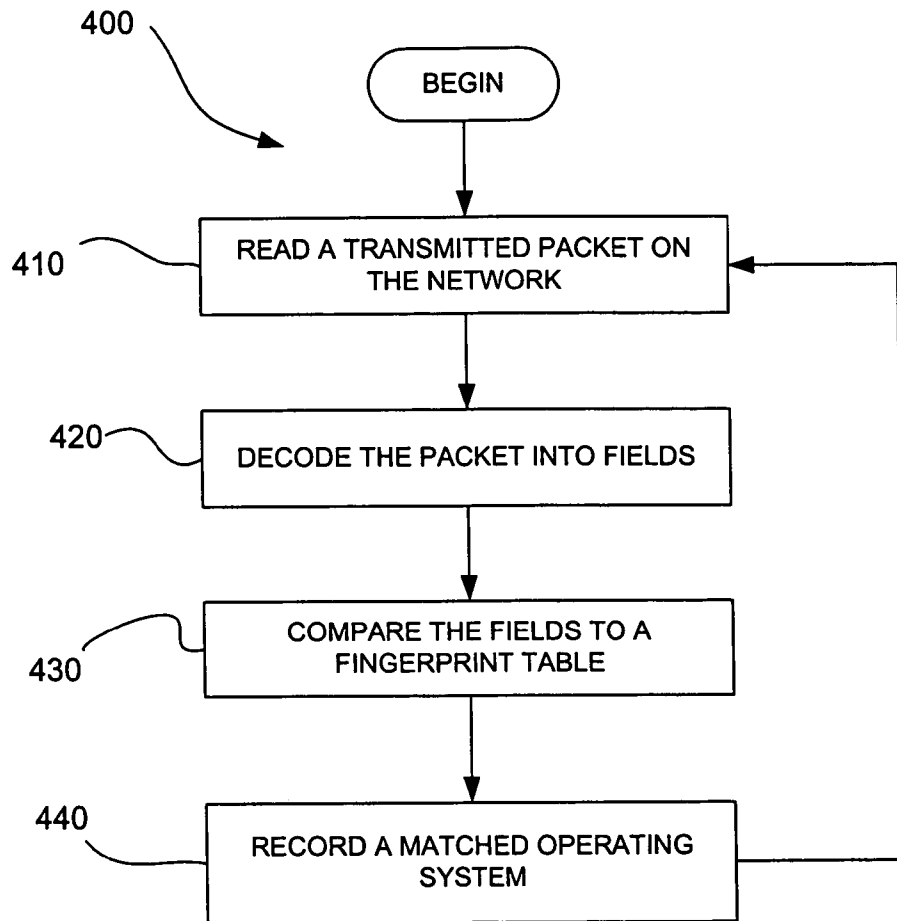 400
BEGIN
410
READ A TRANSMITTED PACKET ON
THE NETWORK
420
DECODE THE PACKET INTO FIELDS
430
COMPARE THE FIELDS TO A
FINGERPRINT TABLE
440
RECORD A MATCHED OPERATING
SYSTEM